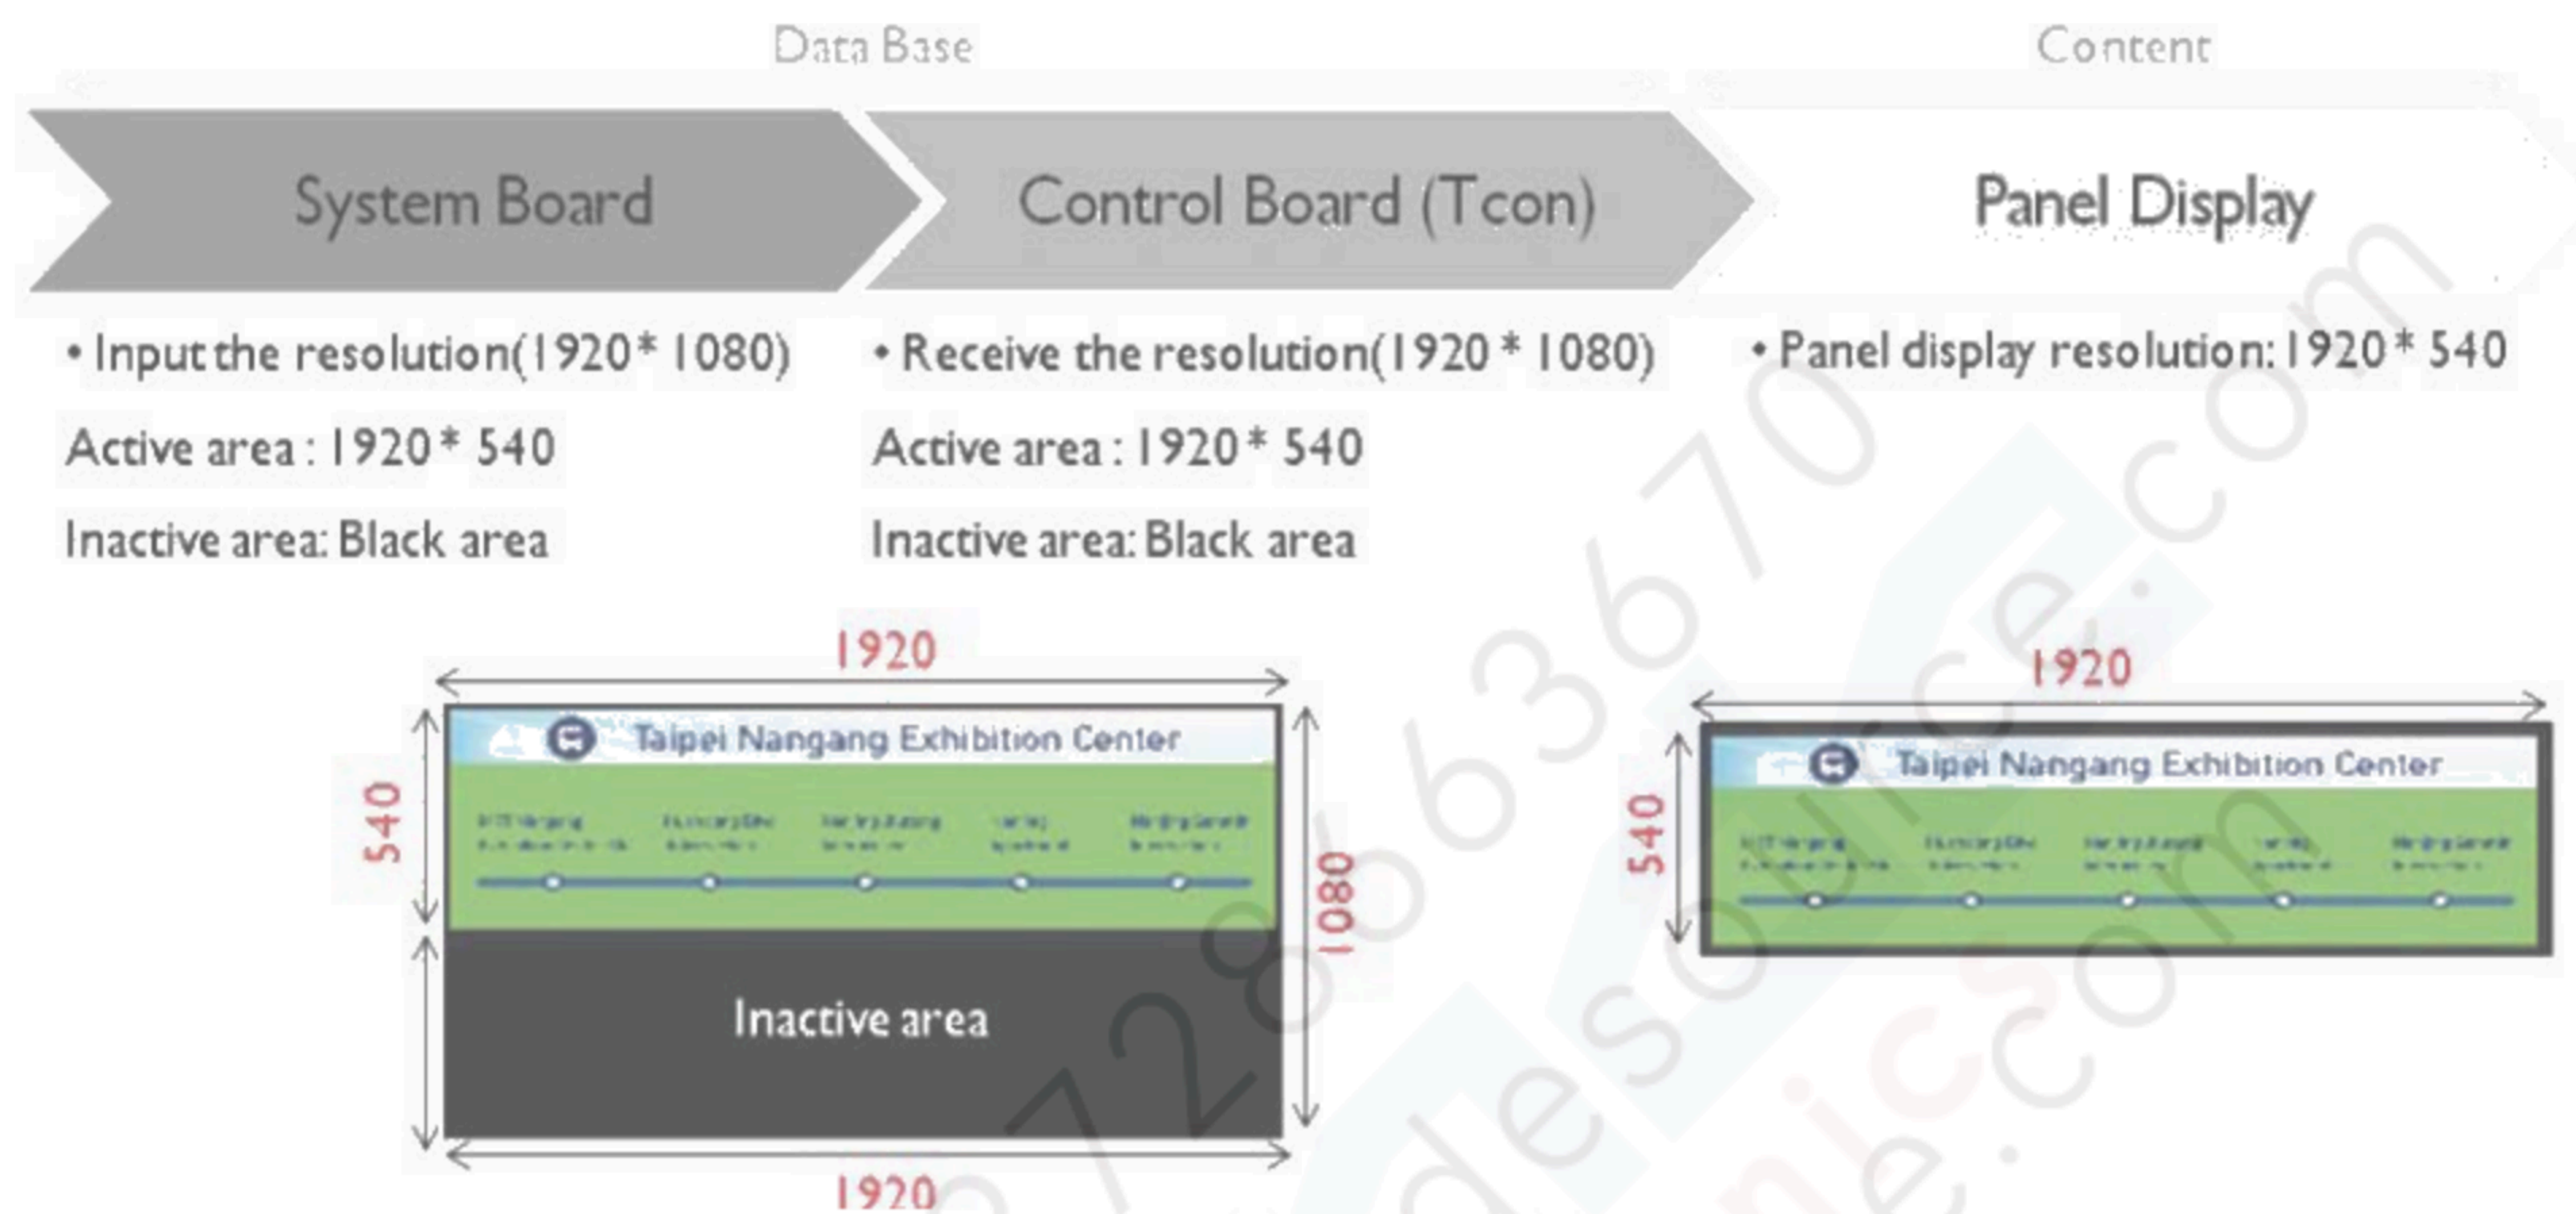 Data Base
Content
System Board
Control Board (Tcon)
Panel Display
• Input the resolution(1920* 1080)
Active area : 1920* 540
Inactive area: Black area
• Receive the resolution(1920 * 1080)
Active area : 1920* 540
Inactive area: Black area
• Panel display resolution: 1920* 540
1920
540
Taipei Nangang Exhibition Center
1080
Inactive area
1920
1920
540
Taipei Nangang Exhibition Center